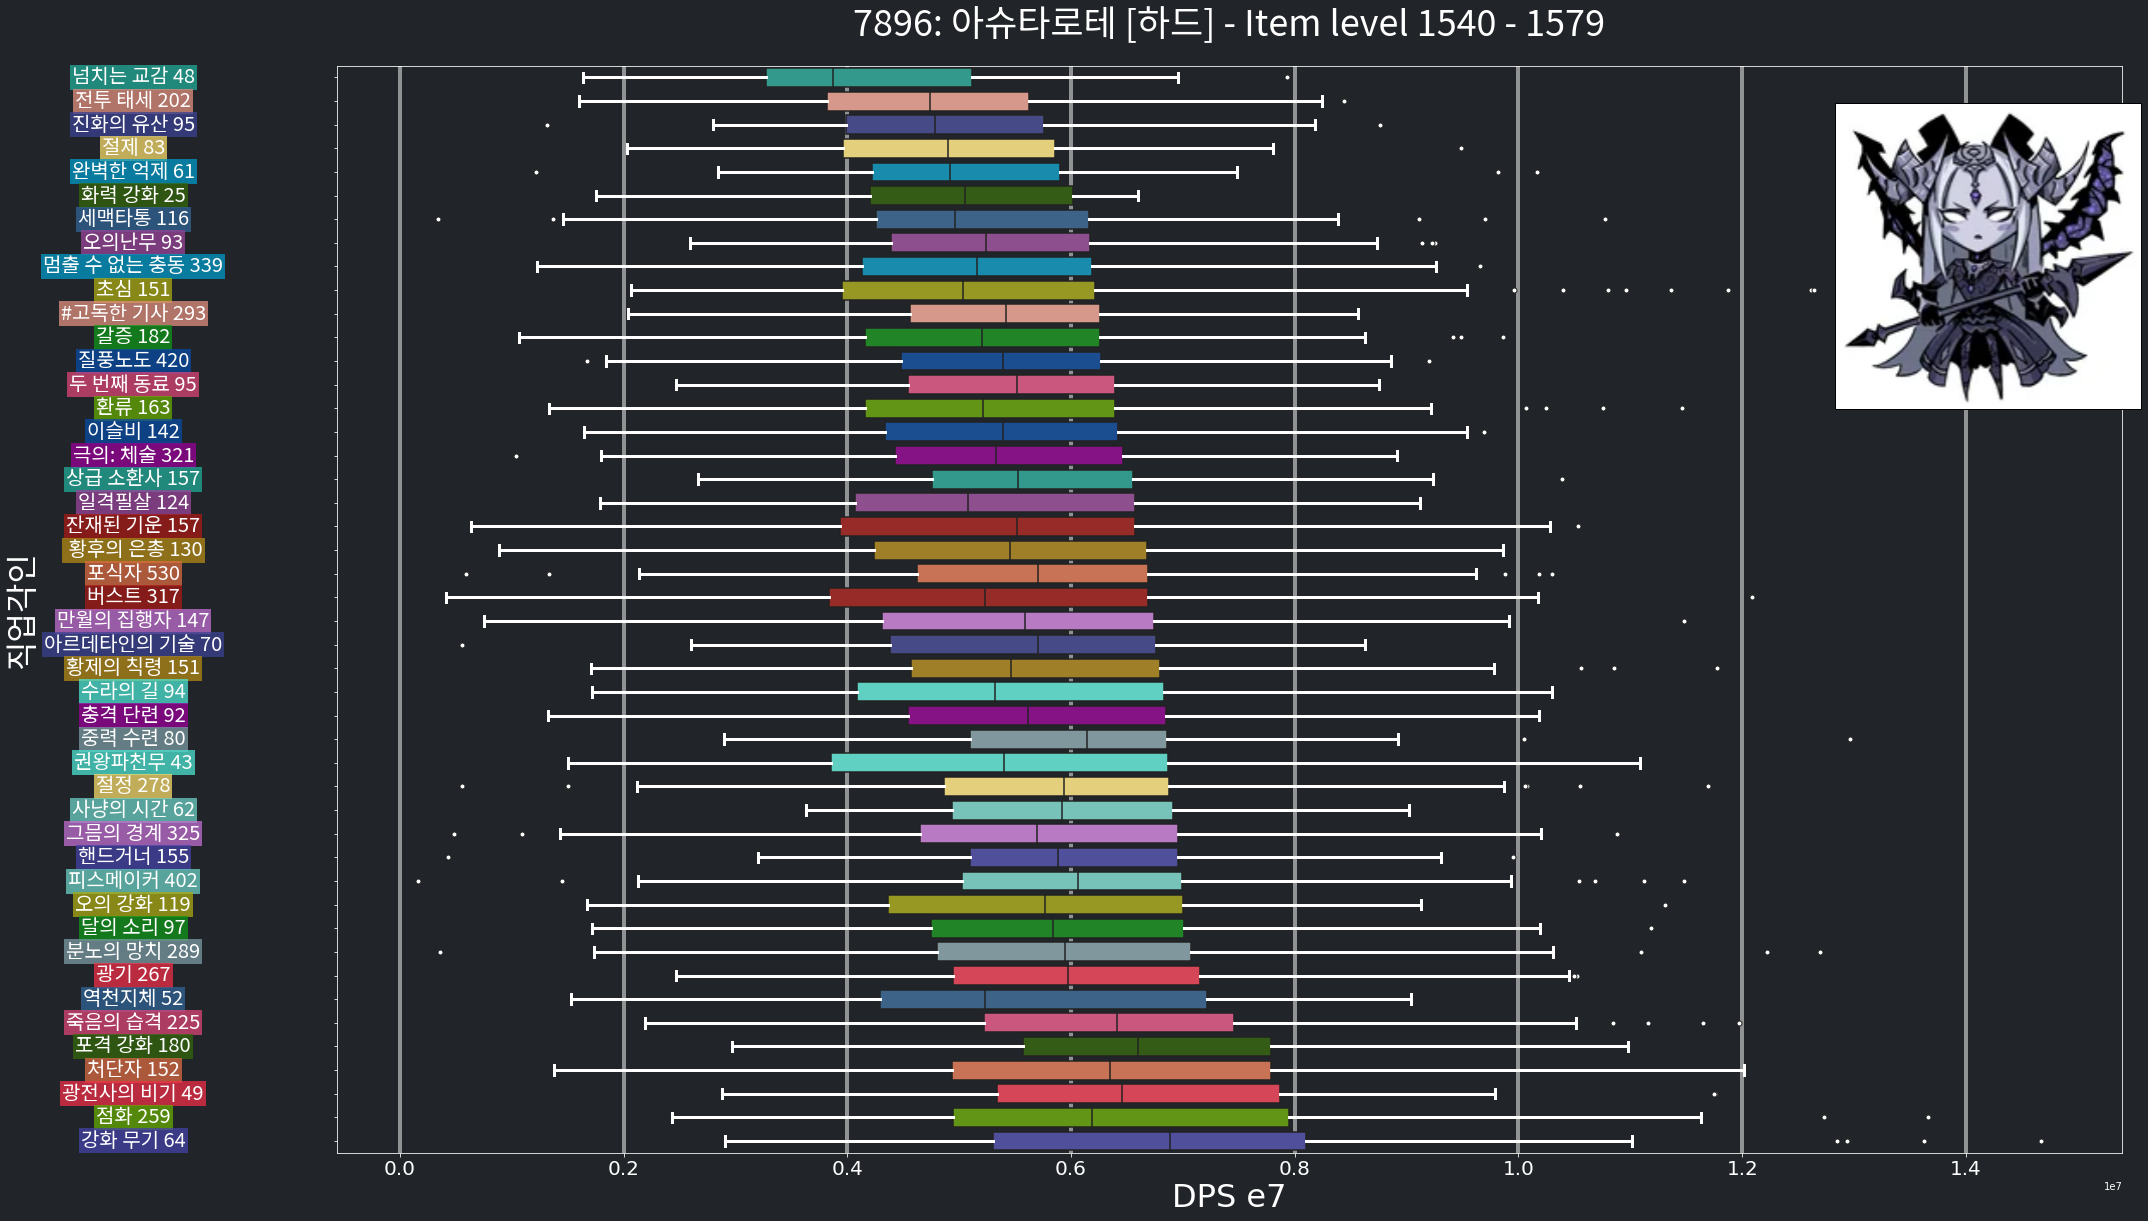 7896: 아슈타로테 [하드] - Item level 1540 - 1579
넘치는 교감 48
전투 태세 202
진화의 유산 95
절제 83
완벽한 억제 61
화력 강화 25
세맥타통 116
오의난무 93
멈출 수 없는 충동 339
초심 151
#고독한 기사 293
갈증 182
질풍노도 420
두 번째 동료 95
환류 163
이슬비 142
극의: 체술 321
상급 소환사 157
일격필살 124
잔재된 기운 157
황후의 은총 130
포식자 530
버스트 317
만월의 집행자 147
아르데타인의 기술 70
황제의 칙령 151
수라의 길 94
충격 단련 92
중력 수련 80
권왕파천무 43
절정 278
사냥의 시간 62
그믐의 경계 325
핸드거너 155
피스메이커 402
오의 강화 119
달의 소리 97
분노의 망치 289
광기 267
역천지체 52
죽음의 습격 225
포격 강화 180
처단자 152
광전사의 비기 49
점화 259
강화 무기 64
직업각인
0.0 0.2 0.4 0.6 0.8 1.0 1.2 1.4
DPS e7
1e7